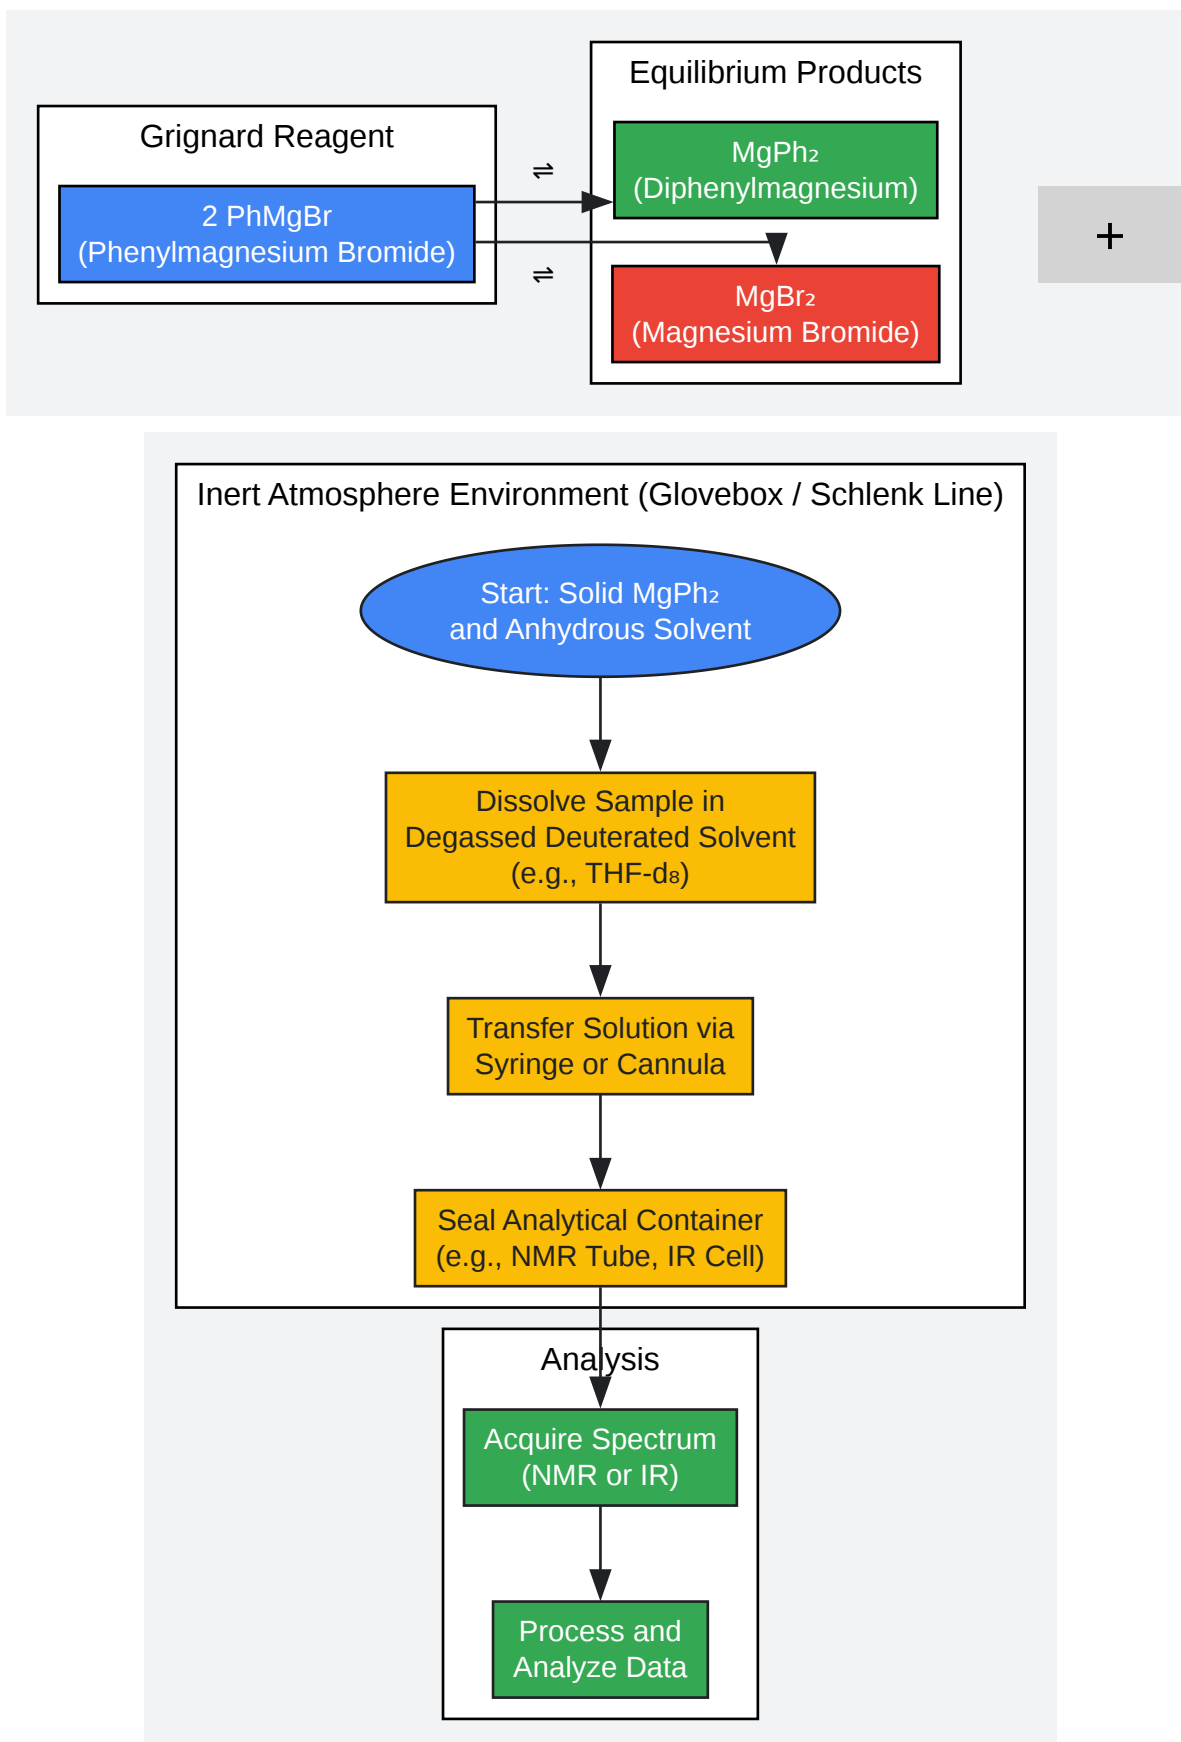 Grignard Reagent
2 PhMgBr
(Phenylmagnesium Bromide)
⇌
⇌
Equilibrium Products
MgPh₂
(Diphenylmagnesium)
MgBr₂
(Magnesium Bromide)
+
Inert Atmosphere Environment (Glovebox / Schlenk Line)
Start: Solid MgPh₂
and Anhydrous Solvent
Dissolve Sample in
Degassed Deuterated Solvent
(e.g., THF-d₈)
Transfer Solution via
Syringe or Cannula
Seal Analytical Container
(e.g., NMR Tube, IR Cell)
Analysis
Acquire Spectrum
(NMR or IR)
Process and
Analyze Data